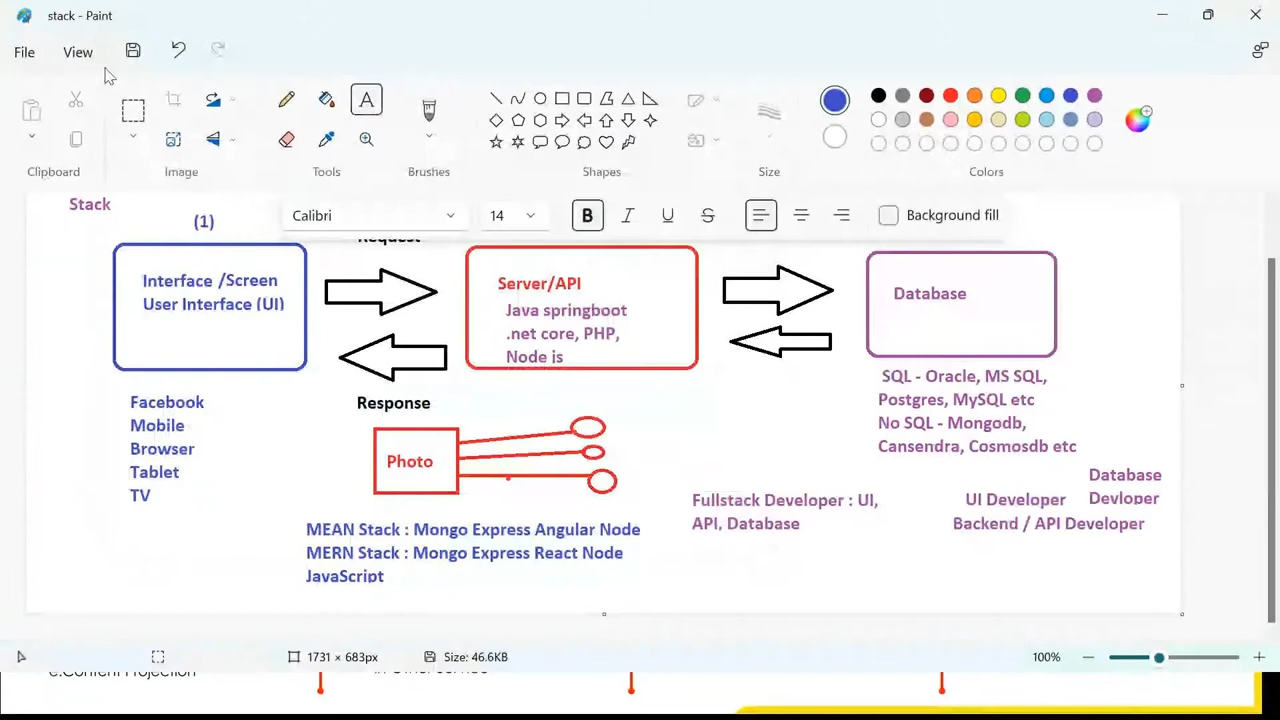 stack - Paint
File
View
Clipboard
Image
Tools
Brushes
Shapes
Size
Colors
Calibri
14
B
I
U
S
Background fill
Stack
(1)
Request
Interface /Screen
User Interface (UI)
Server/API
Java springboot
.net core, PHP,
Node is
Database
Facebook
Mobile
Browser
Tablet
TV
Response
Photo
SQL - Oracle, MS SQL,
Postgres, MySQL etc
No SQL - Mongodb,
Cansendra, Cosmosdb etc
Database
Devloper
Fullstack Developer : UI,
API, Database
UI Developer
Backend / API Developer
MEAN Stack : Mongo Express Angular Node
MERN Stack : Mongo Express React Node
JavaScript
1731 × 683px
Size: 46.6KB
100%
e.Content Projection